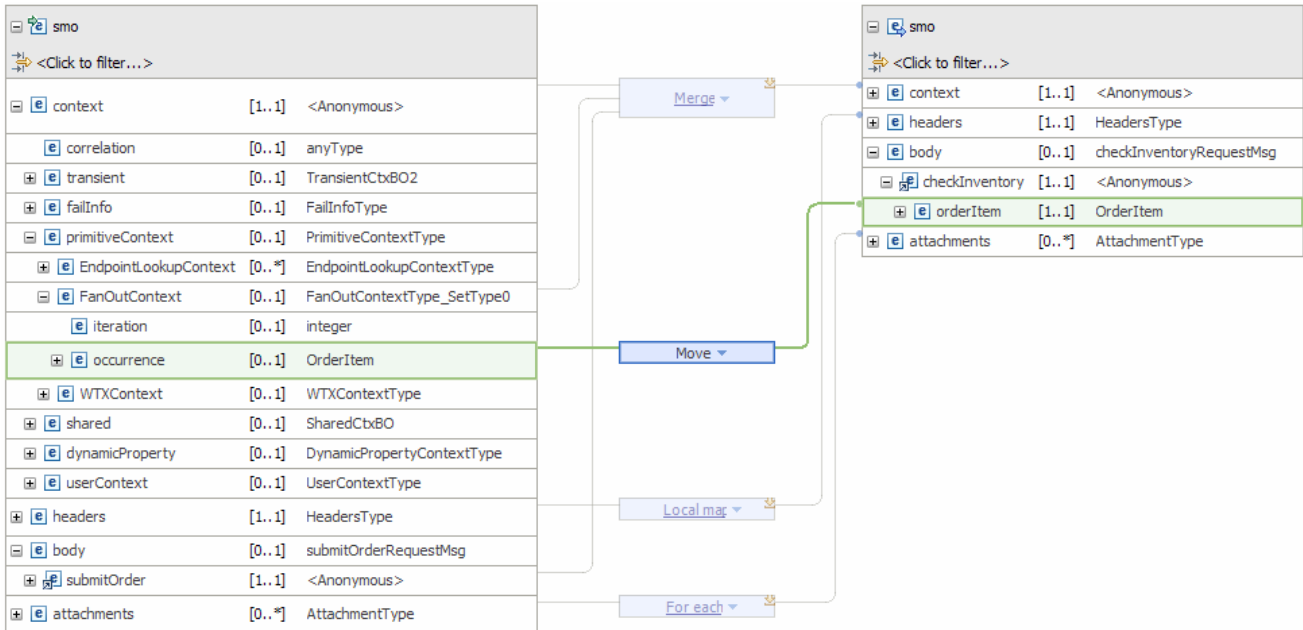 smo
<Click to filter...>
context [1..1] <Anonymous>
correlation [0..1] anyType
transient [0..1] TransientCtxBO2
failInfo [0..1] FailInfoType
primitiveContext [0..1] PrimitiveContextType
EndpointLookupContext [0..*] EndpointLookupContextType
FanOutContext [0..1] FanOutContextType_SetType0
iteration [0..1] integer
occurrence [0..1] OrderItem
WTXContext [0..1] WTXContextType
shared [0..1] SharedCtxBO
dynamicProperty [0..1] DynamicPropertyContextType
userContext [0..1] UserContextType
headers [1..1] HeadersType
body [0..1] submitOrderRequestMsg
submitOrder [1..1] <Anonymous>
attachments [0..*] AttachmentType
Merge
Move
Local map
For each
smo
<Click to filter...>
context [1..1] <Anonymous>
headers [1..1] HeadersType
body [0..1] checkInventoryRequestMsg
checkInventory [1..1] <Anonymous>
orderItem [1..1] OrderItem
attachments [0..*] AttachmentType